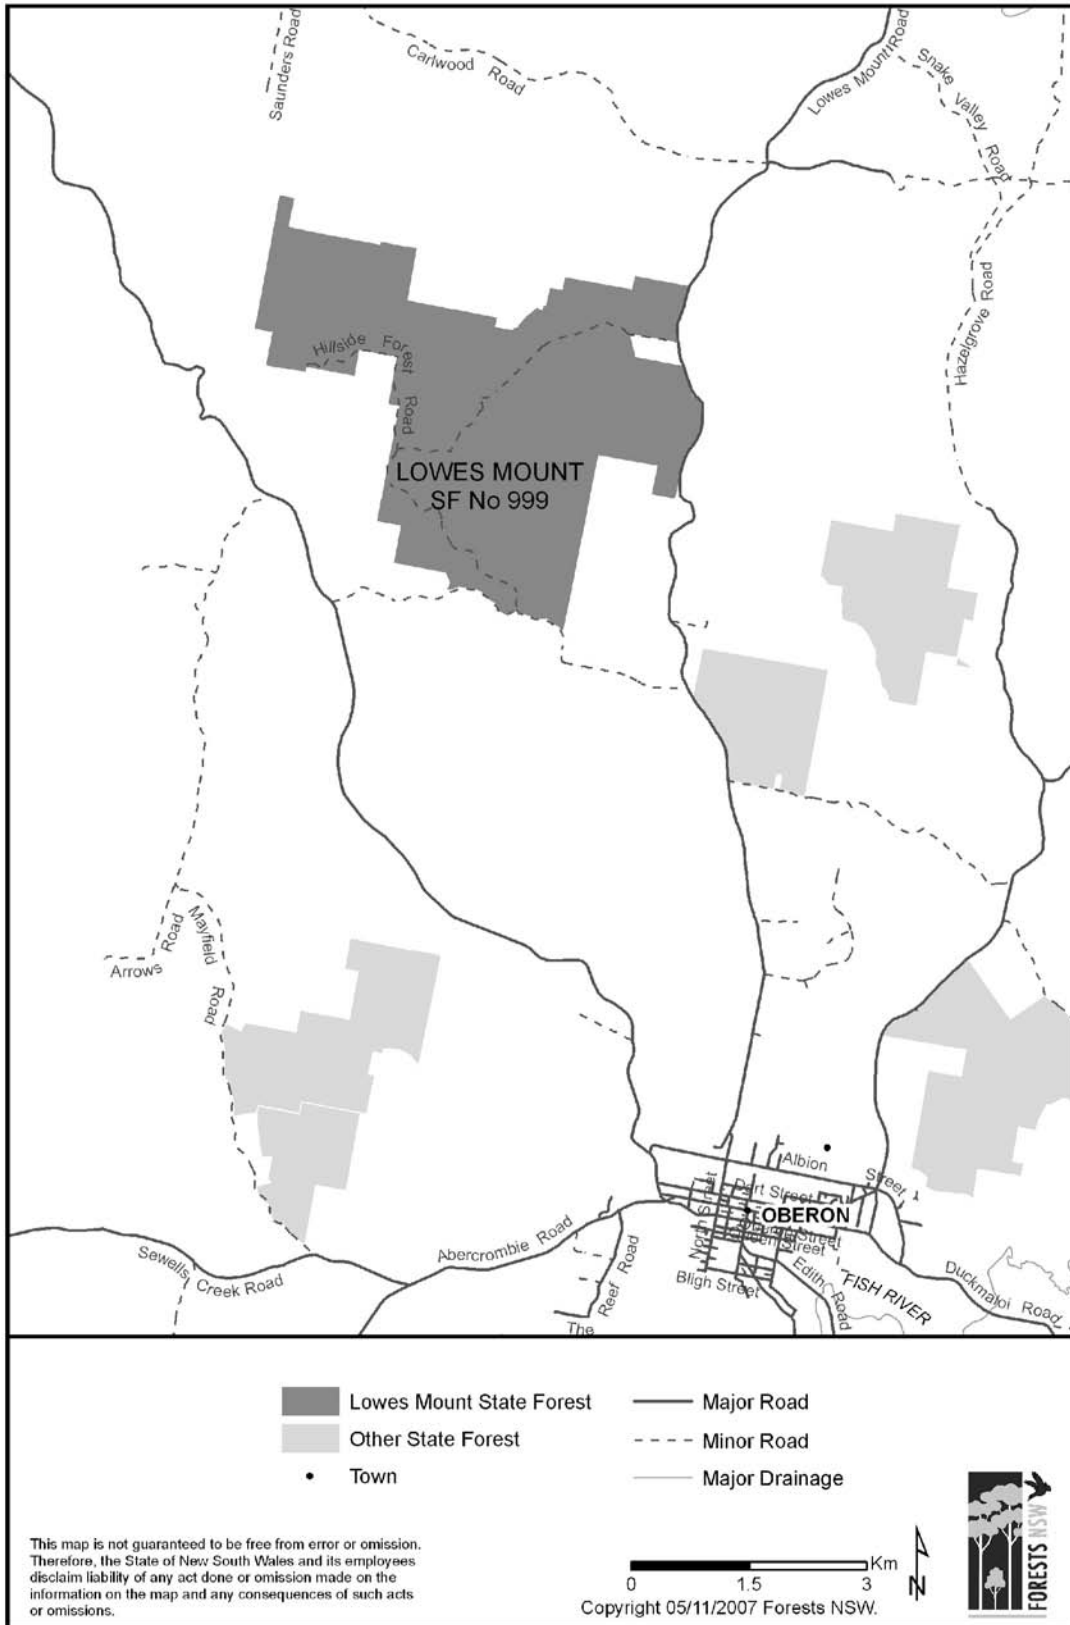 Saunders Road
Carlwood Road
Lowes Mount Road
Snake Valley Road
Hazelgrove Road
Hillside Forest Road
LOWES MOUNT
SF No 999
Arrows Road
Mayfield Road
Albion Street
Dart Street
OBERON
North Street
Queen Street
Bligh Street
Edith Road
FISH RIVER
Duckmaloi Road
Abercrombie Road
Sewells Creek Road
The Reef Road
Lowes Mount State Forest
Other State Forest
Town
Major Road
Minor Road
Major Drainage
This map is not guaranteed to be free from error or omission.
Therefore, the State of New South Wales and its employees
disclaim liability of any act done or omission made on the
information on the map and any consequences of such acts
or omissions.
Km
0 1.5 3
N
Copyright 05/11/2007 Forests NSW.
FORESTS NSW